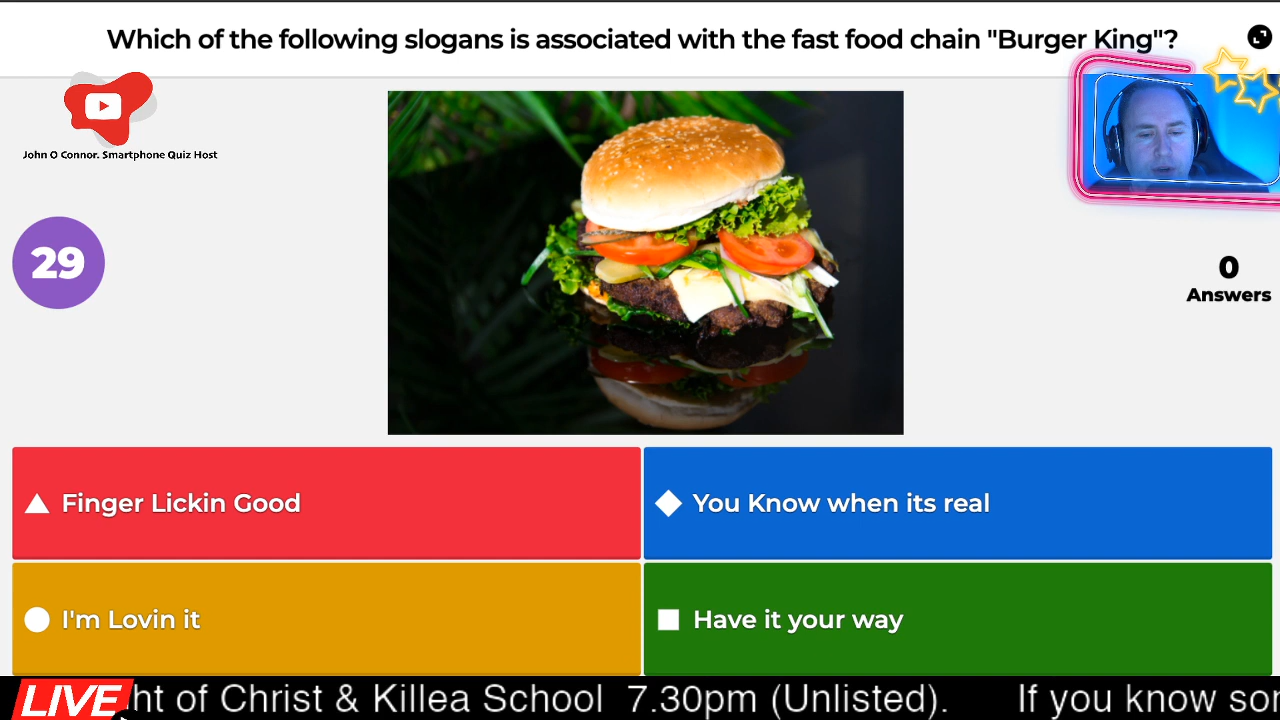 Which of the following slogans is associated with the fast food chain "Burger King"?
John O Connor. Smartphone Quiz Host
29
0
Answers
Finger Lickin Good
You Know when its real
I'm Lovin it
Have it your way
LIVE
ht of Christ & Killea School 7.30pm (Unlisted). If you know sor